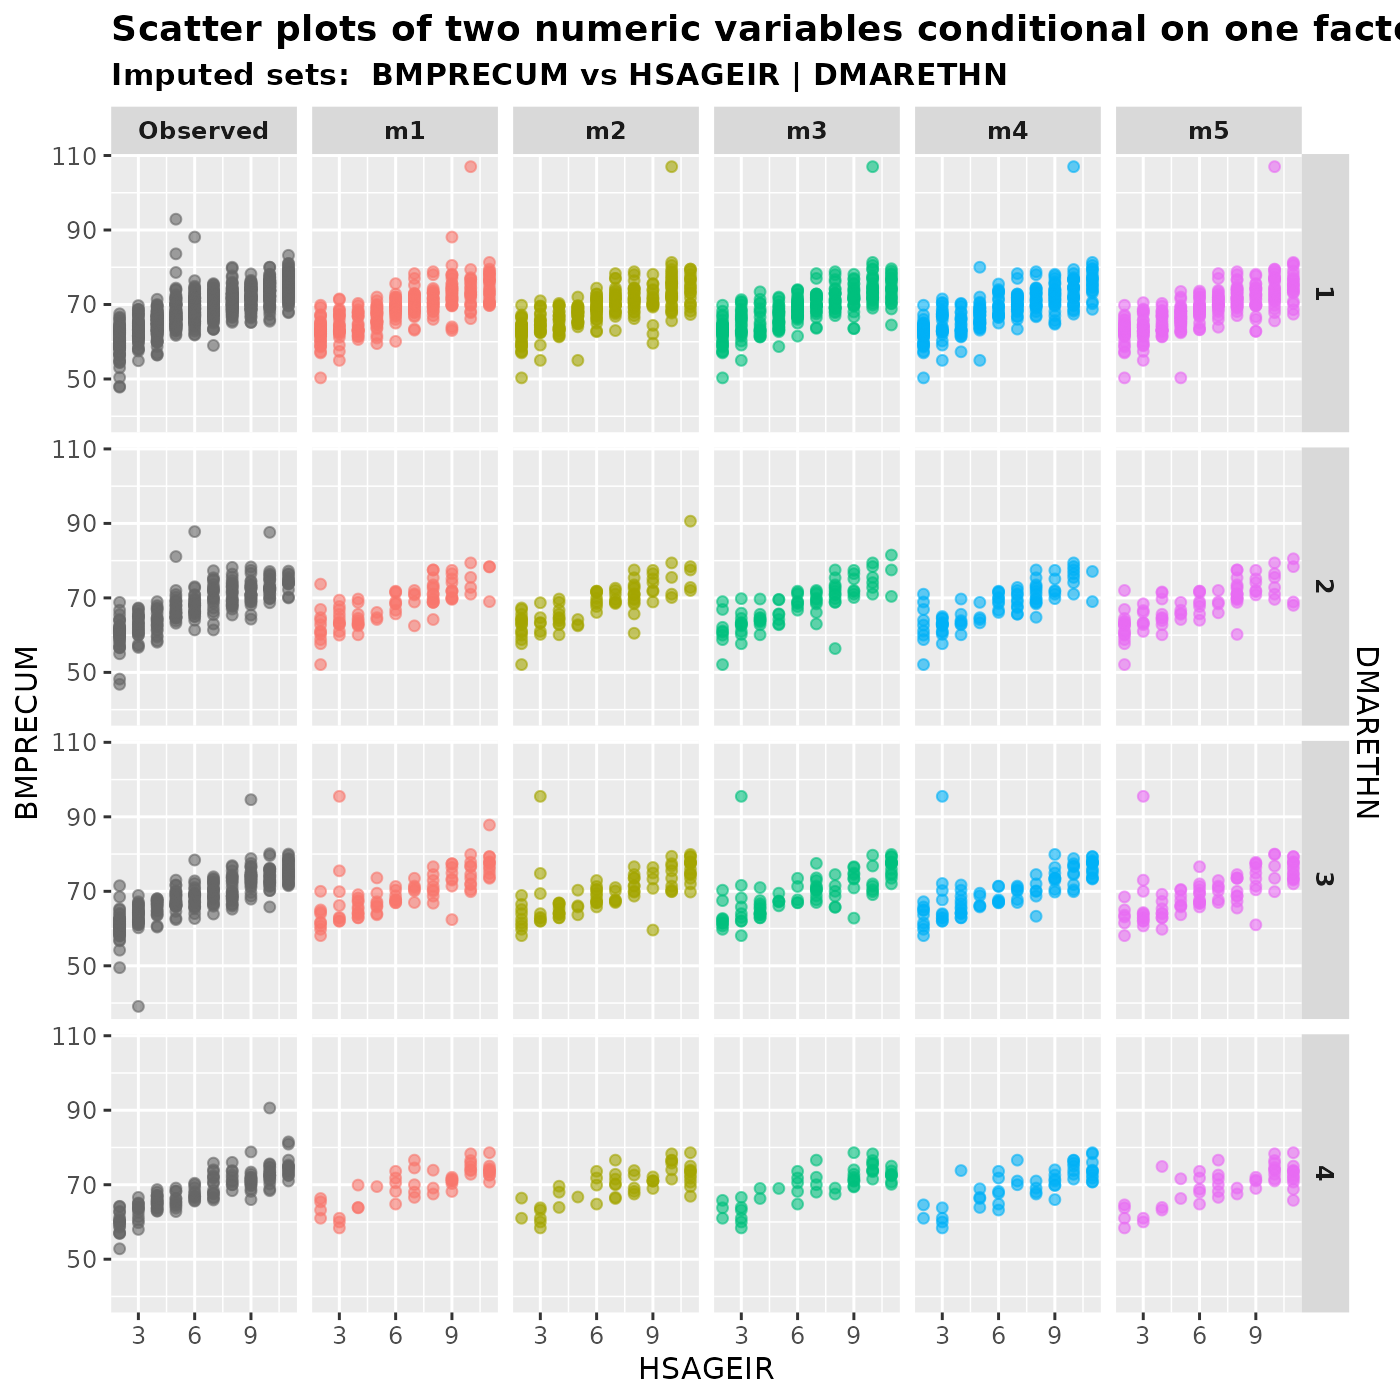 Scatter plots of two numeric variables conditional on one facto
Imputed sets:  BMPRECUM vs HSAGEIR | DMARETHN
Observed m1 m2 m3 m4 m5
110
90
70
50
1
110
90
70
50
2
110
90
70
50
3
110
90
70
50
4
BMPRECUM
DMARETHN
3 6 9 3 6 9 3 6 9 3 6 9 3 6 9 3 6 9
HSAGEIR